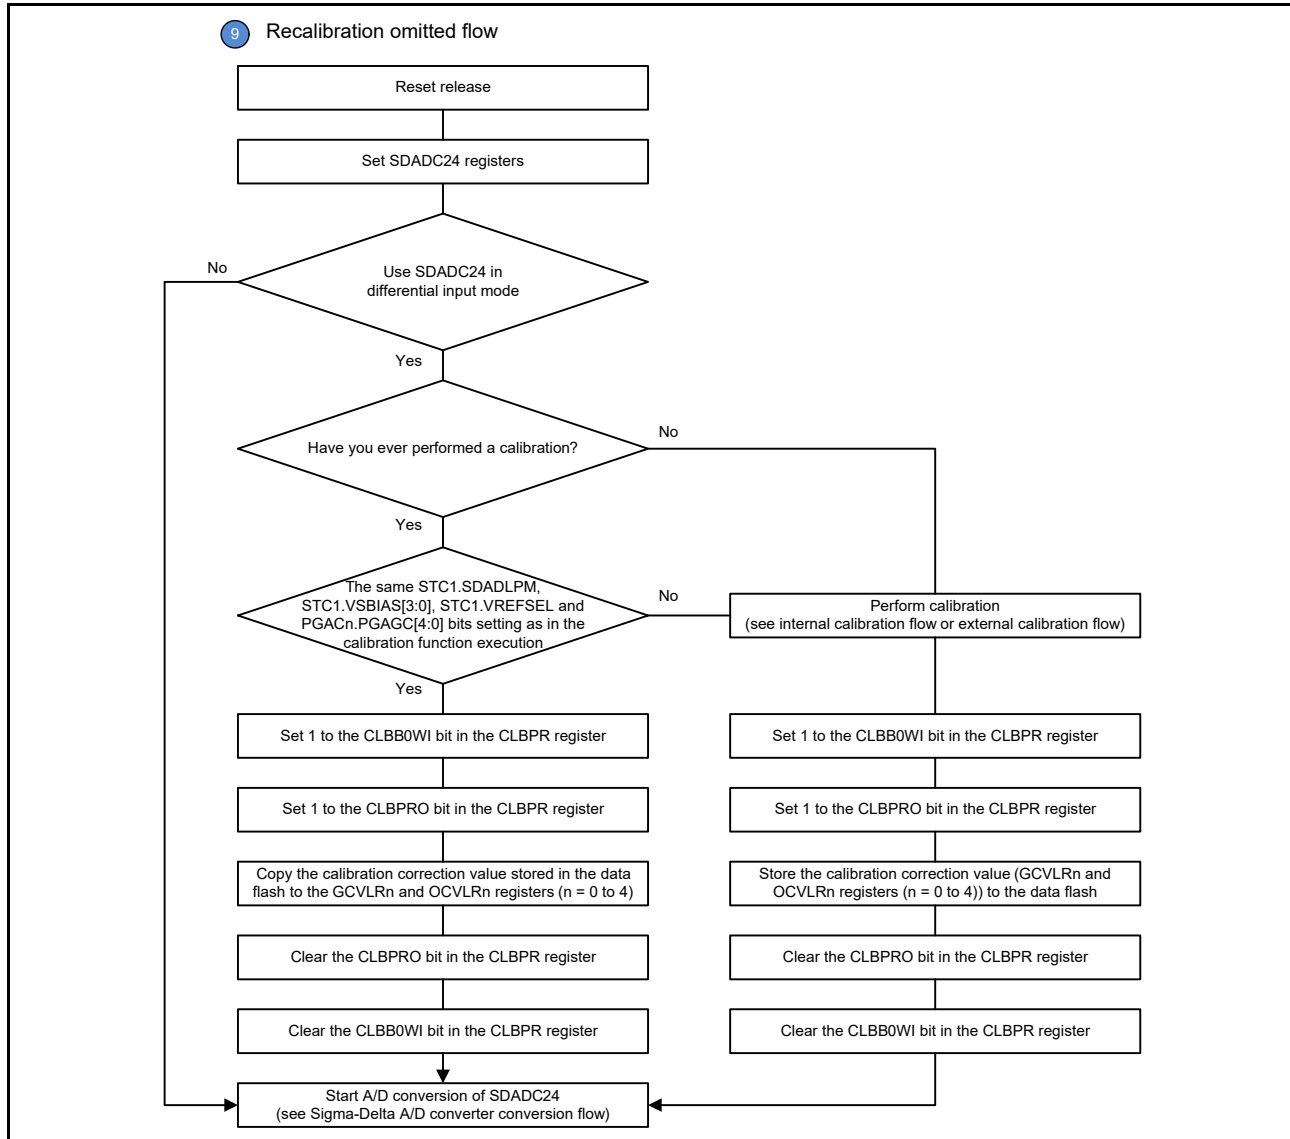 9 Recalibration omitted flow
Reset release
Set SDADC24 registers
Use SDADC24 in
differential input mode
No
Yes
Have you ever performed a calibration?
No
Yes
The same STC1.SDADLPM,
STC1.VSBIAS[3:0], STC1.VREFSEL and
PGACn.PGAGC[4:0] bits setting as in the
calibration function execution
No
Yes
Perform calibration
(see internal calibration flow or external calibration flow)
Set 1 to the CLBB0WI bit in the CLBPR register
Set 1 to the CLBPRO bit in the CLBPR register
Copy the calibration correction value stored in the data
flash to the GCVLRn and OCVLRn registers (n = 0 to 4)
Clear the CLBPRO bit in the CLBPR register
Clear the CLBB0WI bit in the CLBPR register
Set 1 to the CLBB0WI bit in the CLBPR register
Set 1 to the CLBPRO bit in the CLBPR register
Store the calibration correction value (GCVLRn and
OCVLRn registers (n = 0 to 4)) to the data flash
Clear the CLBPRO bit in the CLBPR register
Clear the CLBB0WI bit in the CLBPR register
Start A/D conversion of SDADC24
(see Sigma-Delta A/D converter conversion flow)